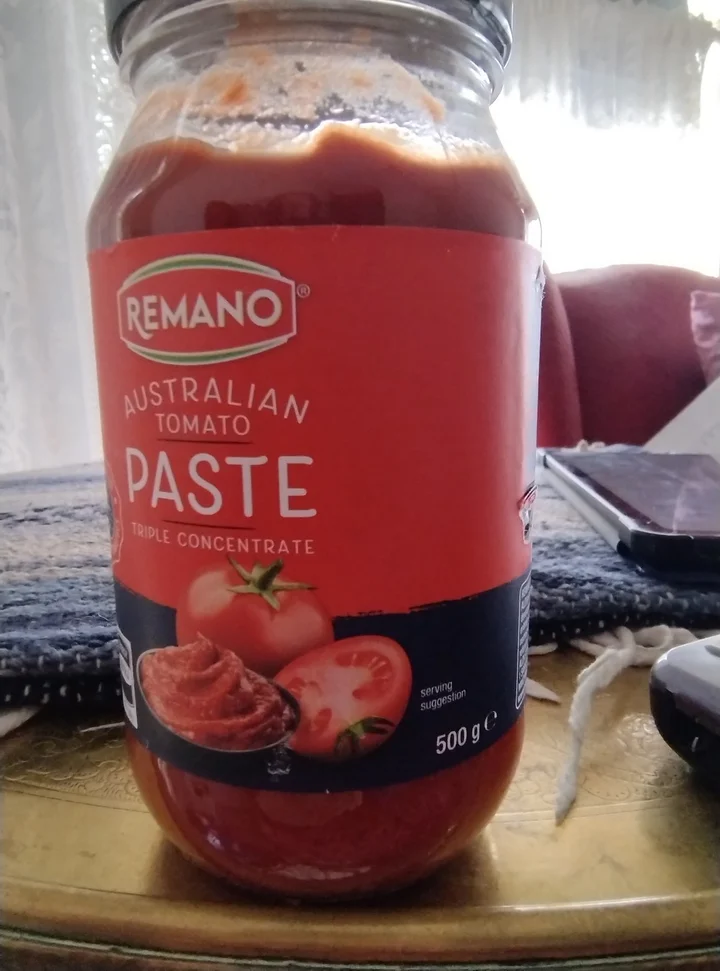 REMANO®
AUSTRALIAN
TOMATO
PASTE
TRIPLE CONCENTRATE
serving
suggestion
500 g ℮